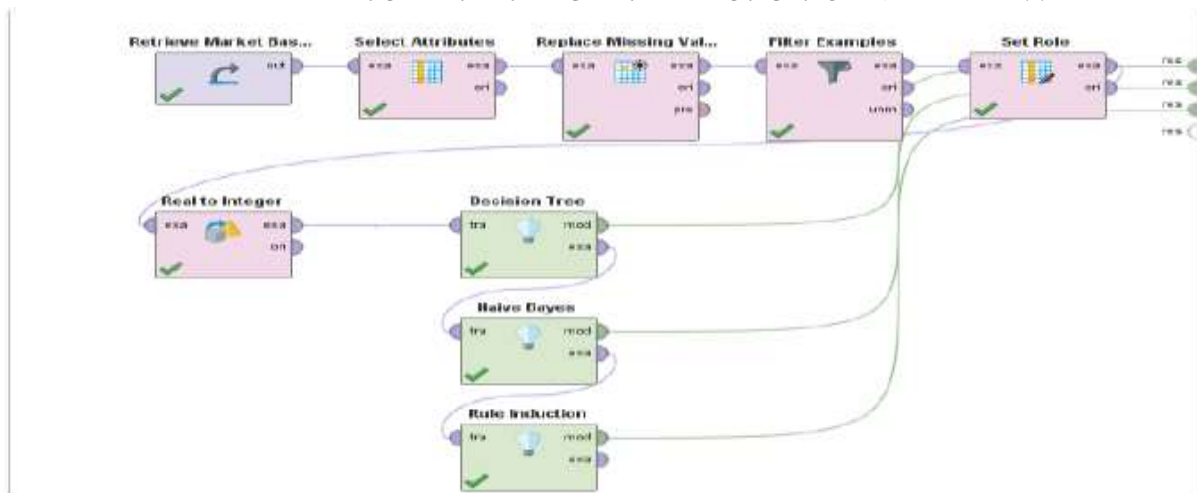 Retrieve Market Bas...
Select Attributes
Replace Missing Val...
Filter Examples
Set Role
out
exa exa
ori
exa exa
ori
pre
exa exa
ori
unm
exa exa
ori
res
res
res
res
Real to Integer
exa exa
ori
Decision Tree
tra mod
exa
Naive Bayes
tra mod
exa
Rule Induction
tra mod
exa